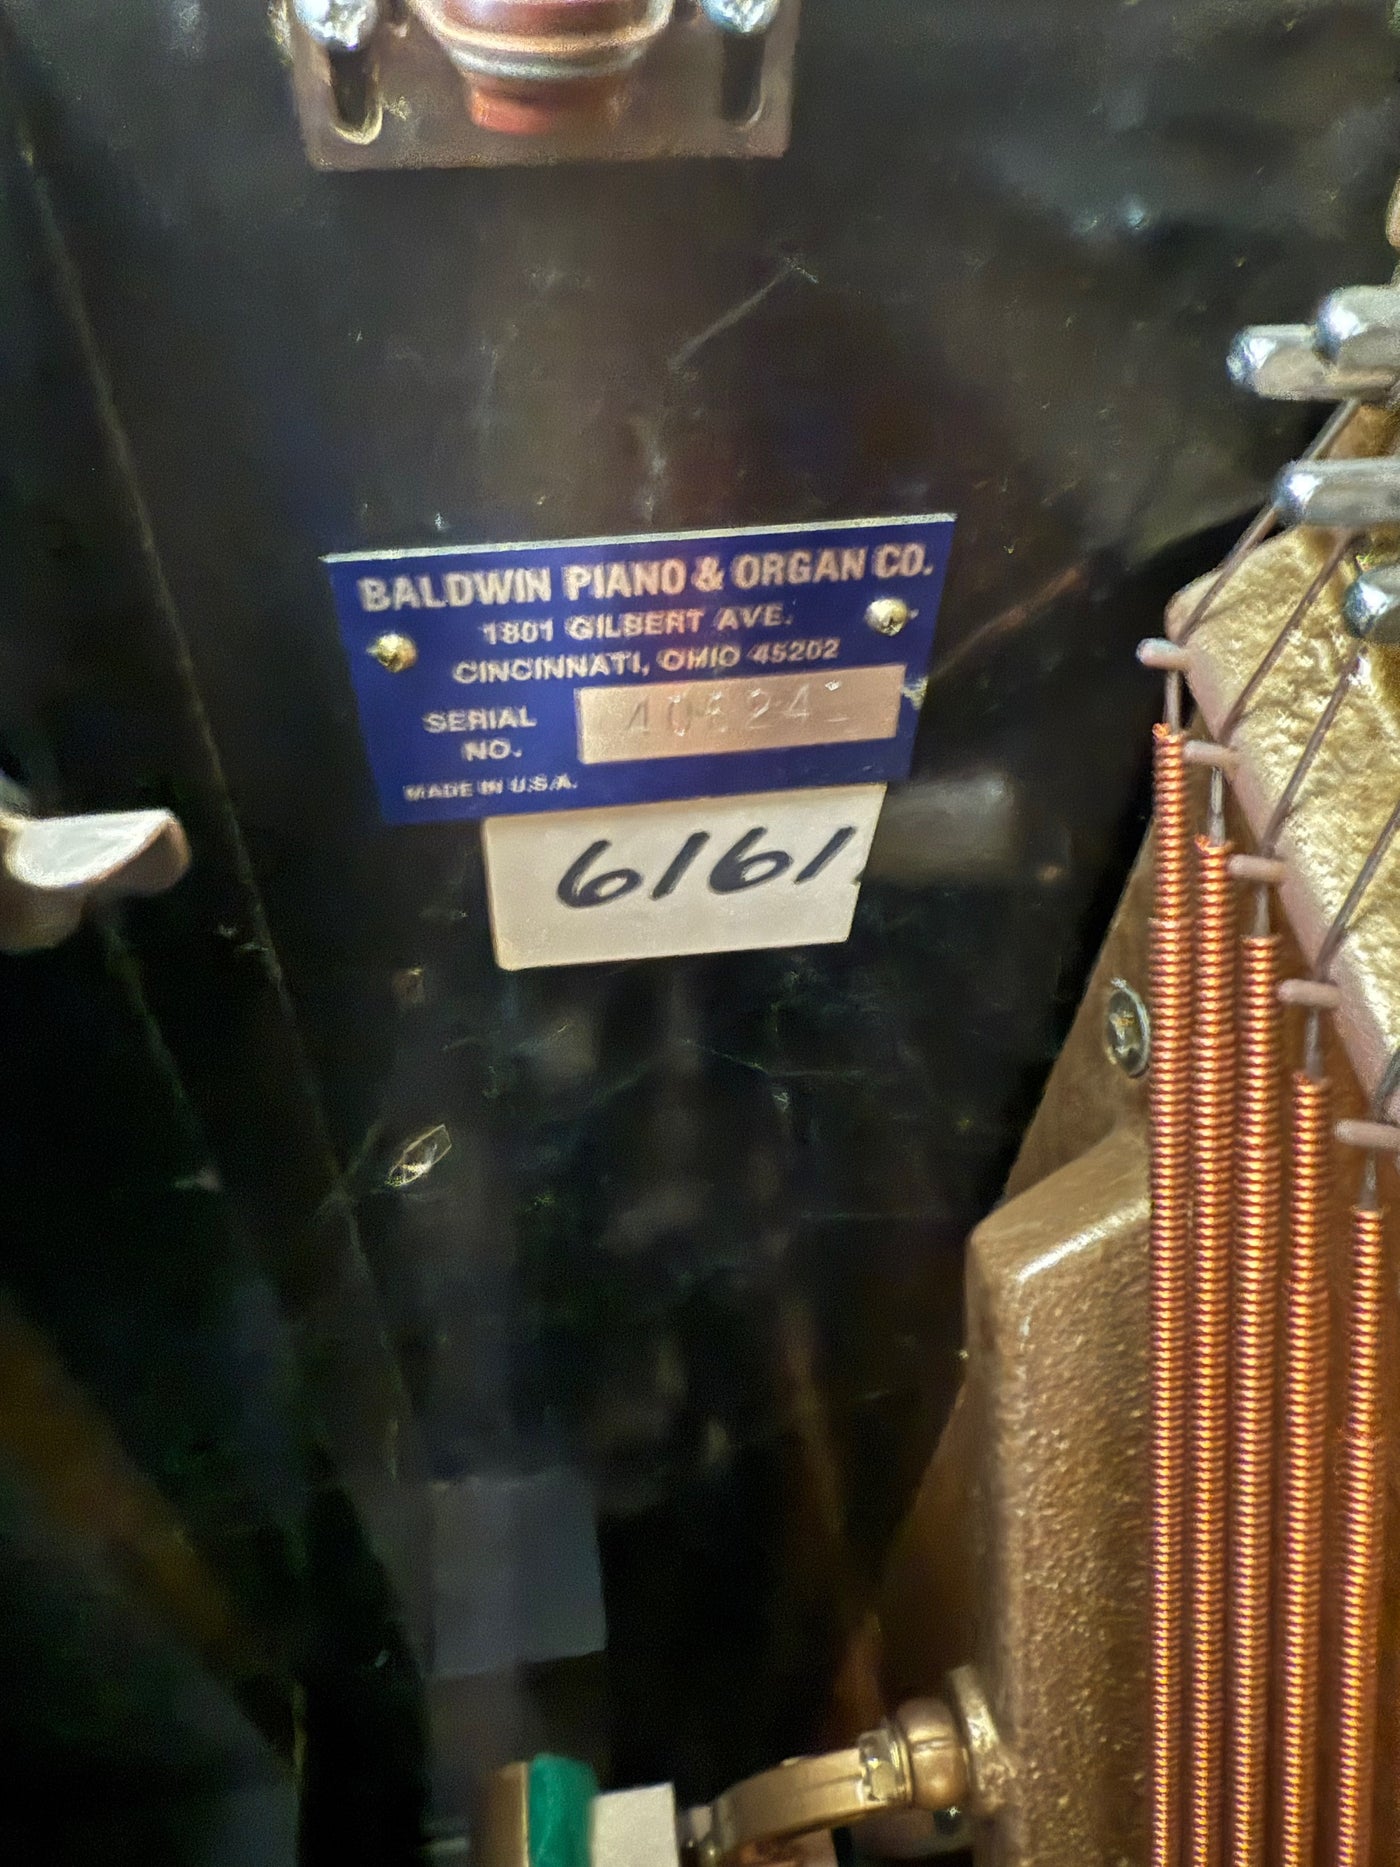 BALDWIN PIANO & ORGAN CO.
1801 GILBERT AVE.
CINCINNATI, OHIO 45202
SERIAL
NO.
MADE IN U.S.A.
6161